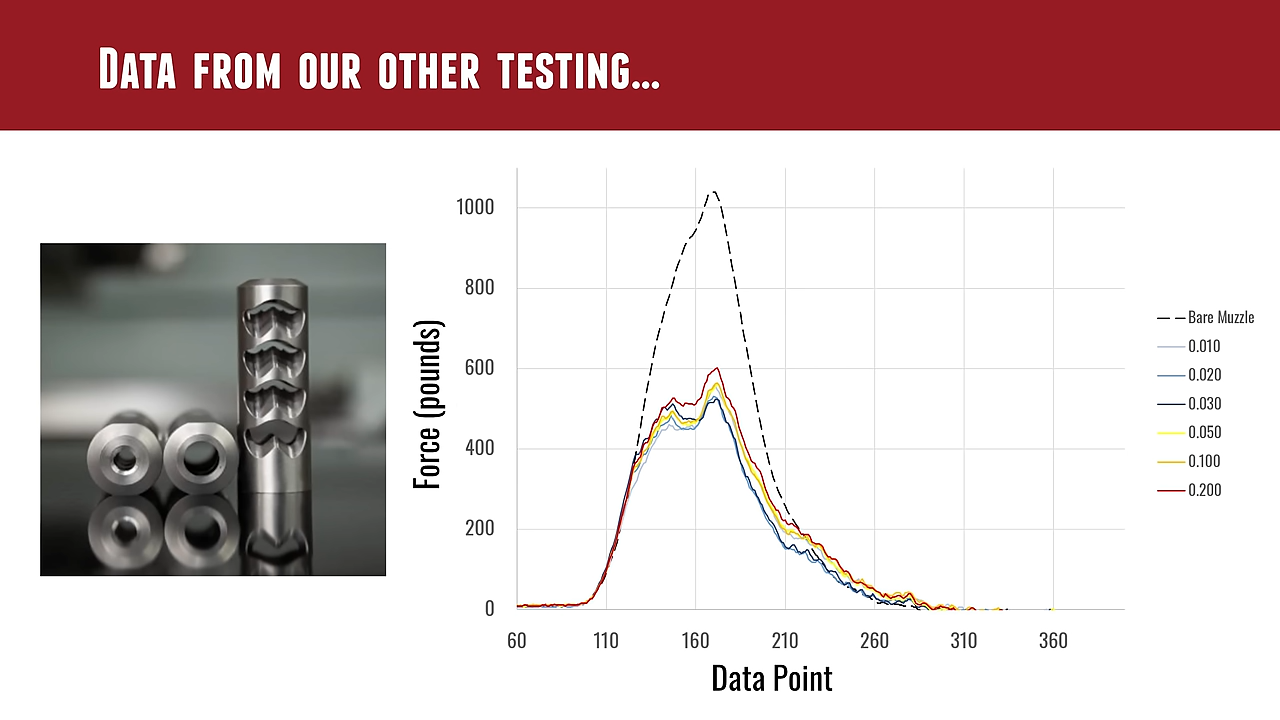 Data from our other testing...
Force (pounds)
1000
800
600
400
200
0
60 110 160 210 260 310 360
Data Point
Bare Muzzle
0.010
0.020
0.030
0.050
0.100
0.200